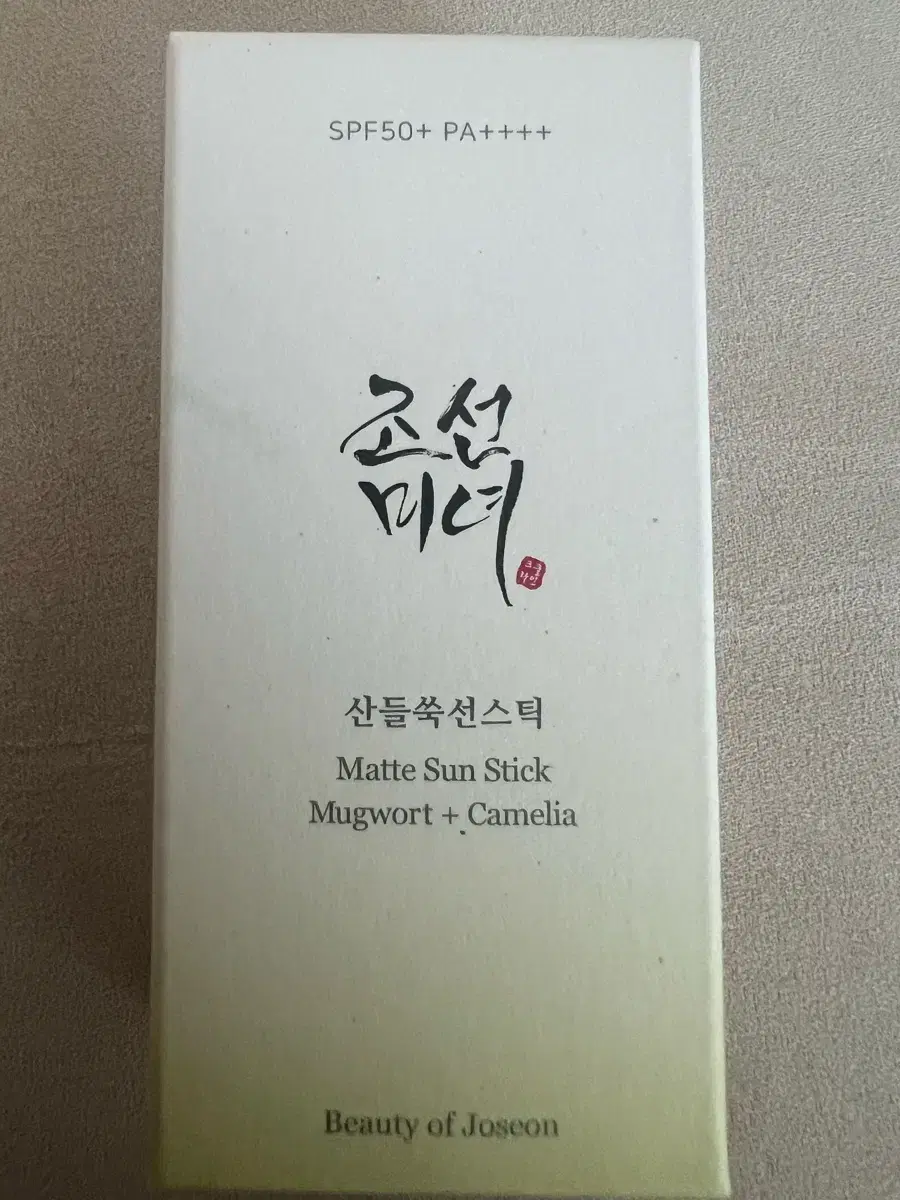 SPF50+ PA++++
조선
미녀
산들쑥선스틱
Matte Sun Stick
Mugwort + Camelia
Beauty of Joseon